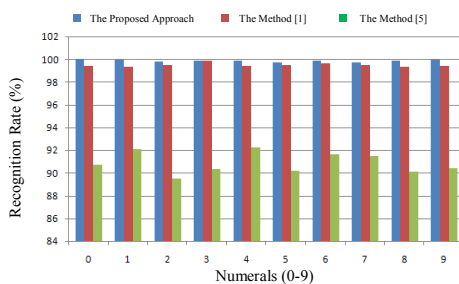 The Proposed Approach The Method [1] The Method [5]
102
100
98
96
94
92
90
88
86
84
Recognition Rate (%)
0 1 2 3 4 5 6 7 8 9
Numerals (0-9)